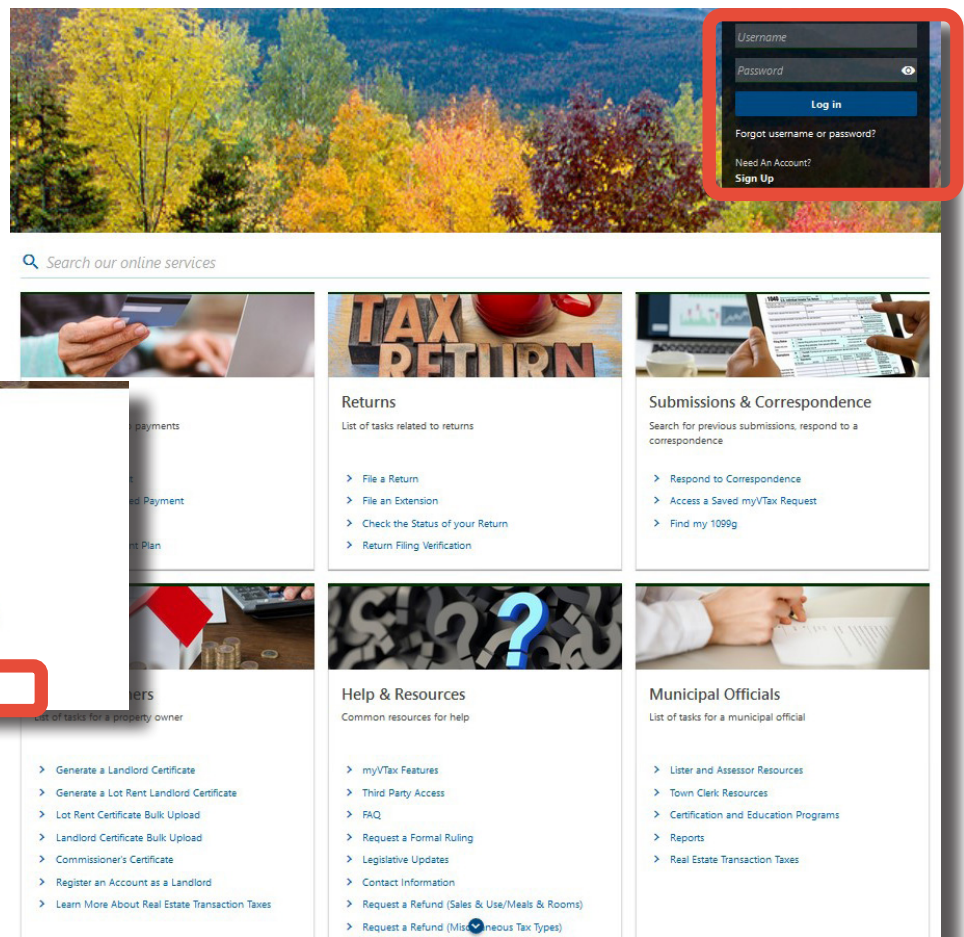 Username
Password
Log in
Forgot username or password?
Need An Account?
Sign Up
Search our online services
TAX
RETURN
payments
Payment
Plan
Returns
List of tasks related to returns
File a Return
File an Extension
Check the Status of your Return
Return Filing Verification
1040
Submissions & Correspondence
Search for previous submissions, respond to a
correspondence
Respond to Correspondence
Access a Saved myVTax Request
Find my 1099g
List of tasks for a property owner
Generate a Landlord Certificate
Generate a Lot Rent Landlord Certificate
Lot Rent Certificate Bulk Upload
Landlord Certificate Bulk Upload
Commissioner's Certificate
Register an Account as a Landlord
Learn More About Real Estate Transaction Taxes
Help & Resources
Common resources for help
myVTax Features
Third Party Access
FAQ
Request a Formal Ruling
Legislative Updates
Contact Information
Request a Refund (Sales & Use/Meals & Rooms)
Request a Refund Tax Types)
Municipal Officials
List of tasks for a municipal official
Lister and Assessor Resources
Town Clerk Resources
Certification and Education Programs
Reports
Real Estate Transaction Taxes